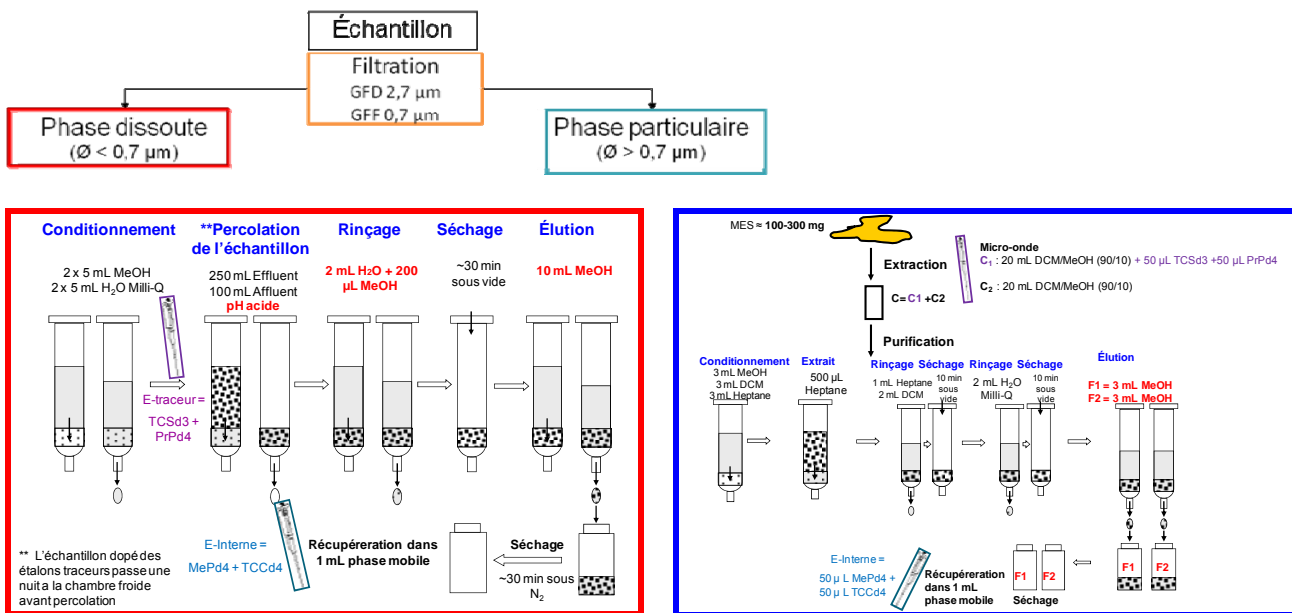 Échantillon
Filtration
GFD 2,7 µm
GFF 0,7 µm
Phase dissoute
(Ø < 0,7 µm)
Phase particulaire
(Ø > 0,7 µm)
Conditionnement
2 x 5 mL MeOH
2 x 5 mL H2O Milli-Q
**Percolation
de l'échantillon
250 mL Effluent
100 mL Affluent
pH acide
Rinçage
2 mL H2O + 200
µL MeOH
Séchage
~30 min
sous vide
Élution
10 mL MeOH
E-traceur =
TCSd3 +
PrPd4
E-Interne =
MePd4 + TCCd4
Récupéreration dans
1 mL phase mobile
Séchage
~30 min sous
N2
** L'échantillon dopé des
étalons traceurs passe une
nuit a la chambre froide
avant percolation
MES ≈ 100-300 mg
Extraction
Micro-onde
C1 : 20 mL DCM/MeOH (90/10) + 50 µL TCSd3 +50 µL PrPd4
C2 : 20 mL DCM/MeOH (90/10)
C= C1 +C2
Purification
Conditionnement
3 mL MeOH
3 mL DCM
3 mL Heptane
Extrait
500 µL
Heptane
Rinçage
1 mL Heptane
2 mL DCM
Séchage
10 min
sous
vide
Rinçage
2 mL H2O
Milli-Q
Séchage
10 min
sous
vide
Élution
F1 = 3 mL MeOH
F2 = 3 mL MeOH
E-Interne =
50 µ L MePd4 +
50 µ L TCCd4
Récupéreration
dans 1 mL
phase mobile
F1
F2
Séchage
F1
F2